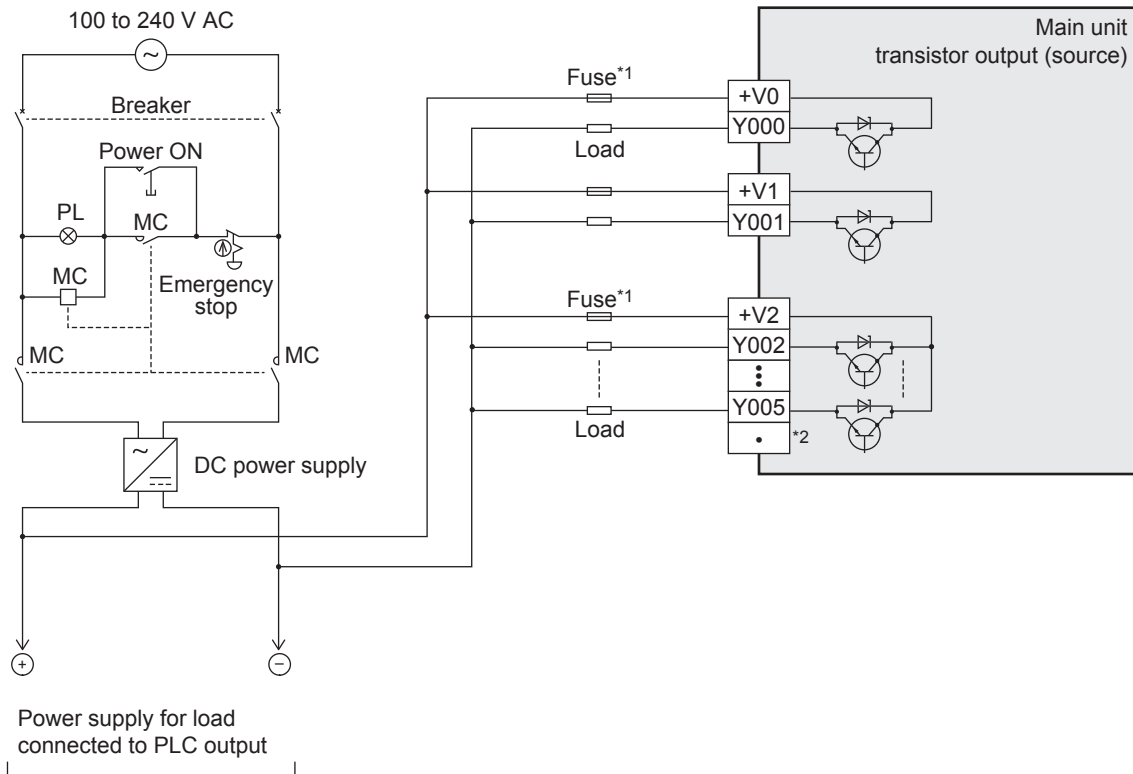 100 to 240 V AC
Breaker
Power ON
PL
MC
MC
Emergency
stop
MC
MC
DC power supply
+
−
Power supply for load
connected to PLC output
Main unit
transistor output (source)
Fuse*1
+V0
Y000
Load
+V1
Y001
Fuse*1
+V2
Y002
Y005
Load
*2